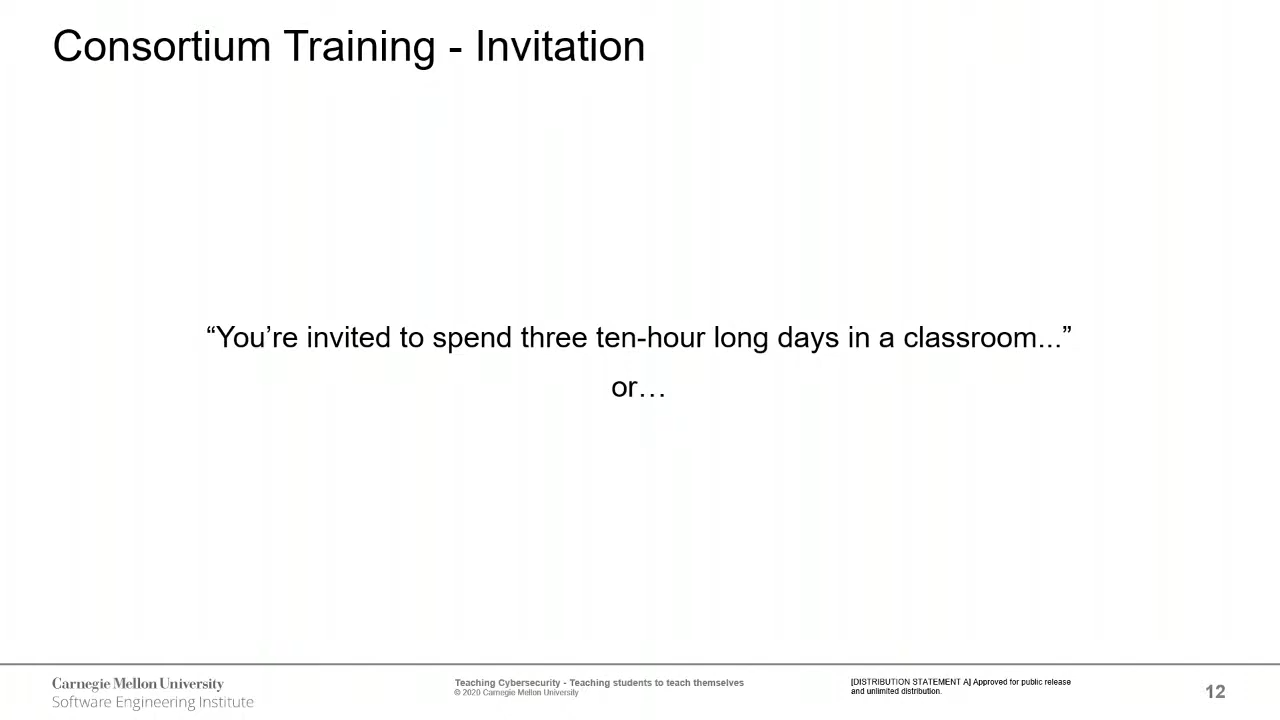 Consortium Training - Invitation
“You’re invited to spend three ten-hour long days in a classroom...”
or…
Carnegie Mellon University
Software Engineering Institute
Teaching Cybersecurity - Teaching students to teach themselves
© 2020 Carnegie Mellon University
[DISTRIBUTION STATEMENT A] Approved for public release
and unlimited distribution.
12